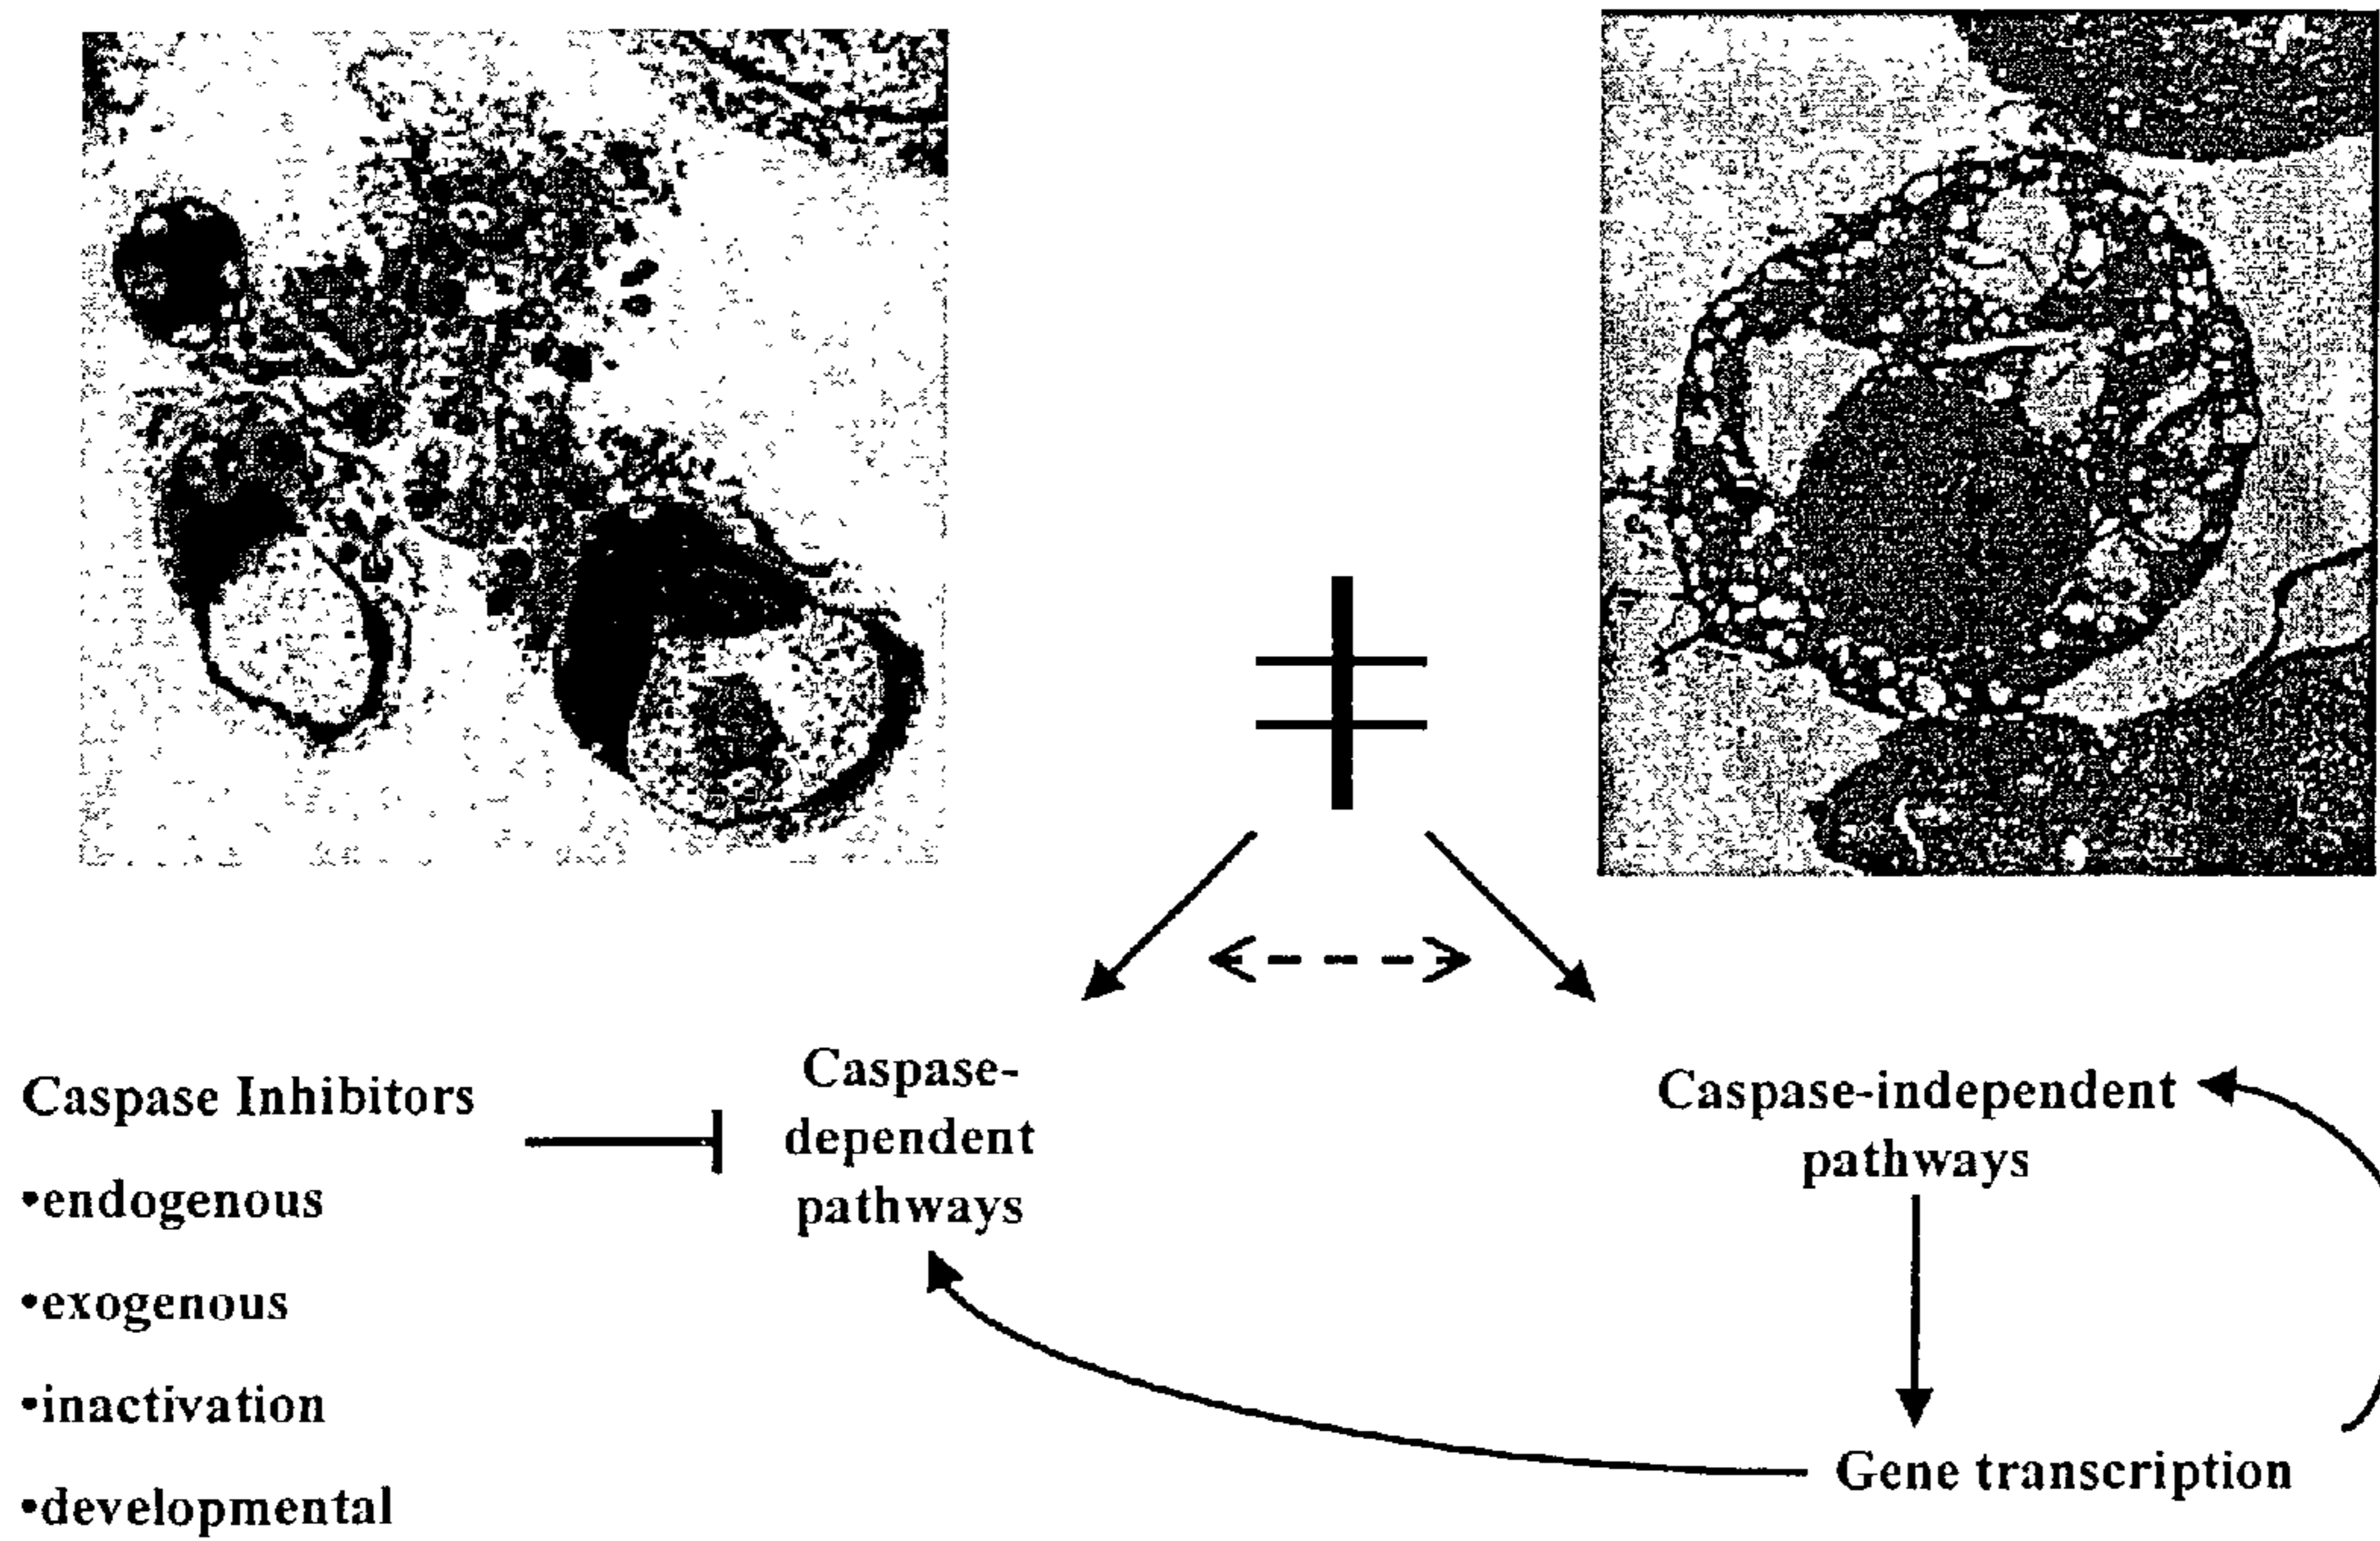 Caspase Inhibitors
•endogenous
•exogenous
•inactivation
•developmental
Caspase-
dependent
pathways
Caspase-independent
pathways
Gene transcription